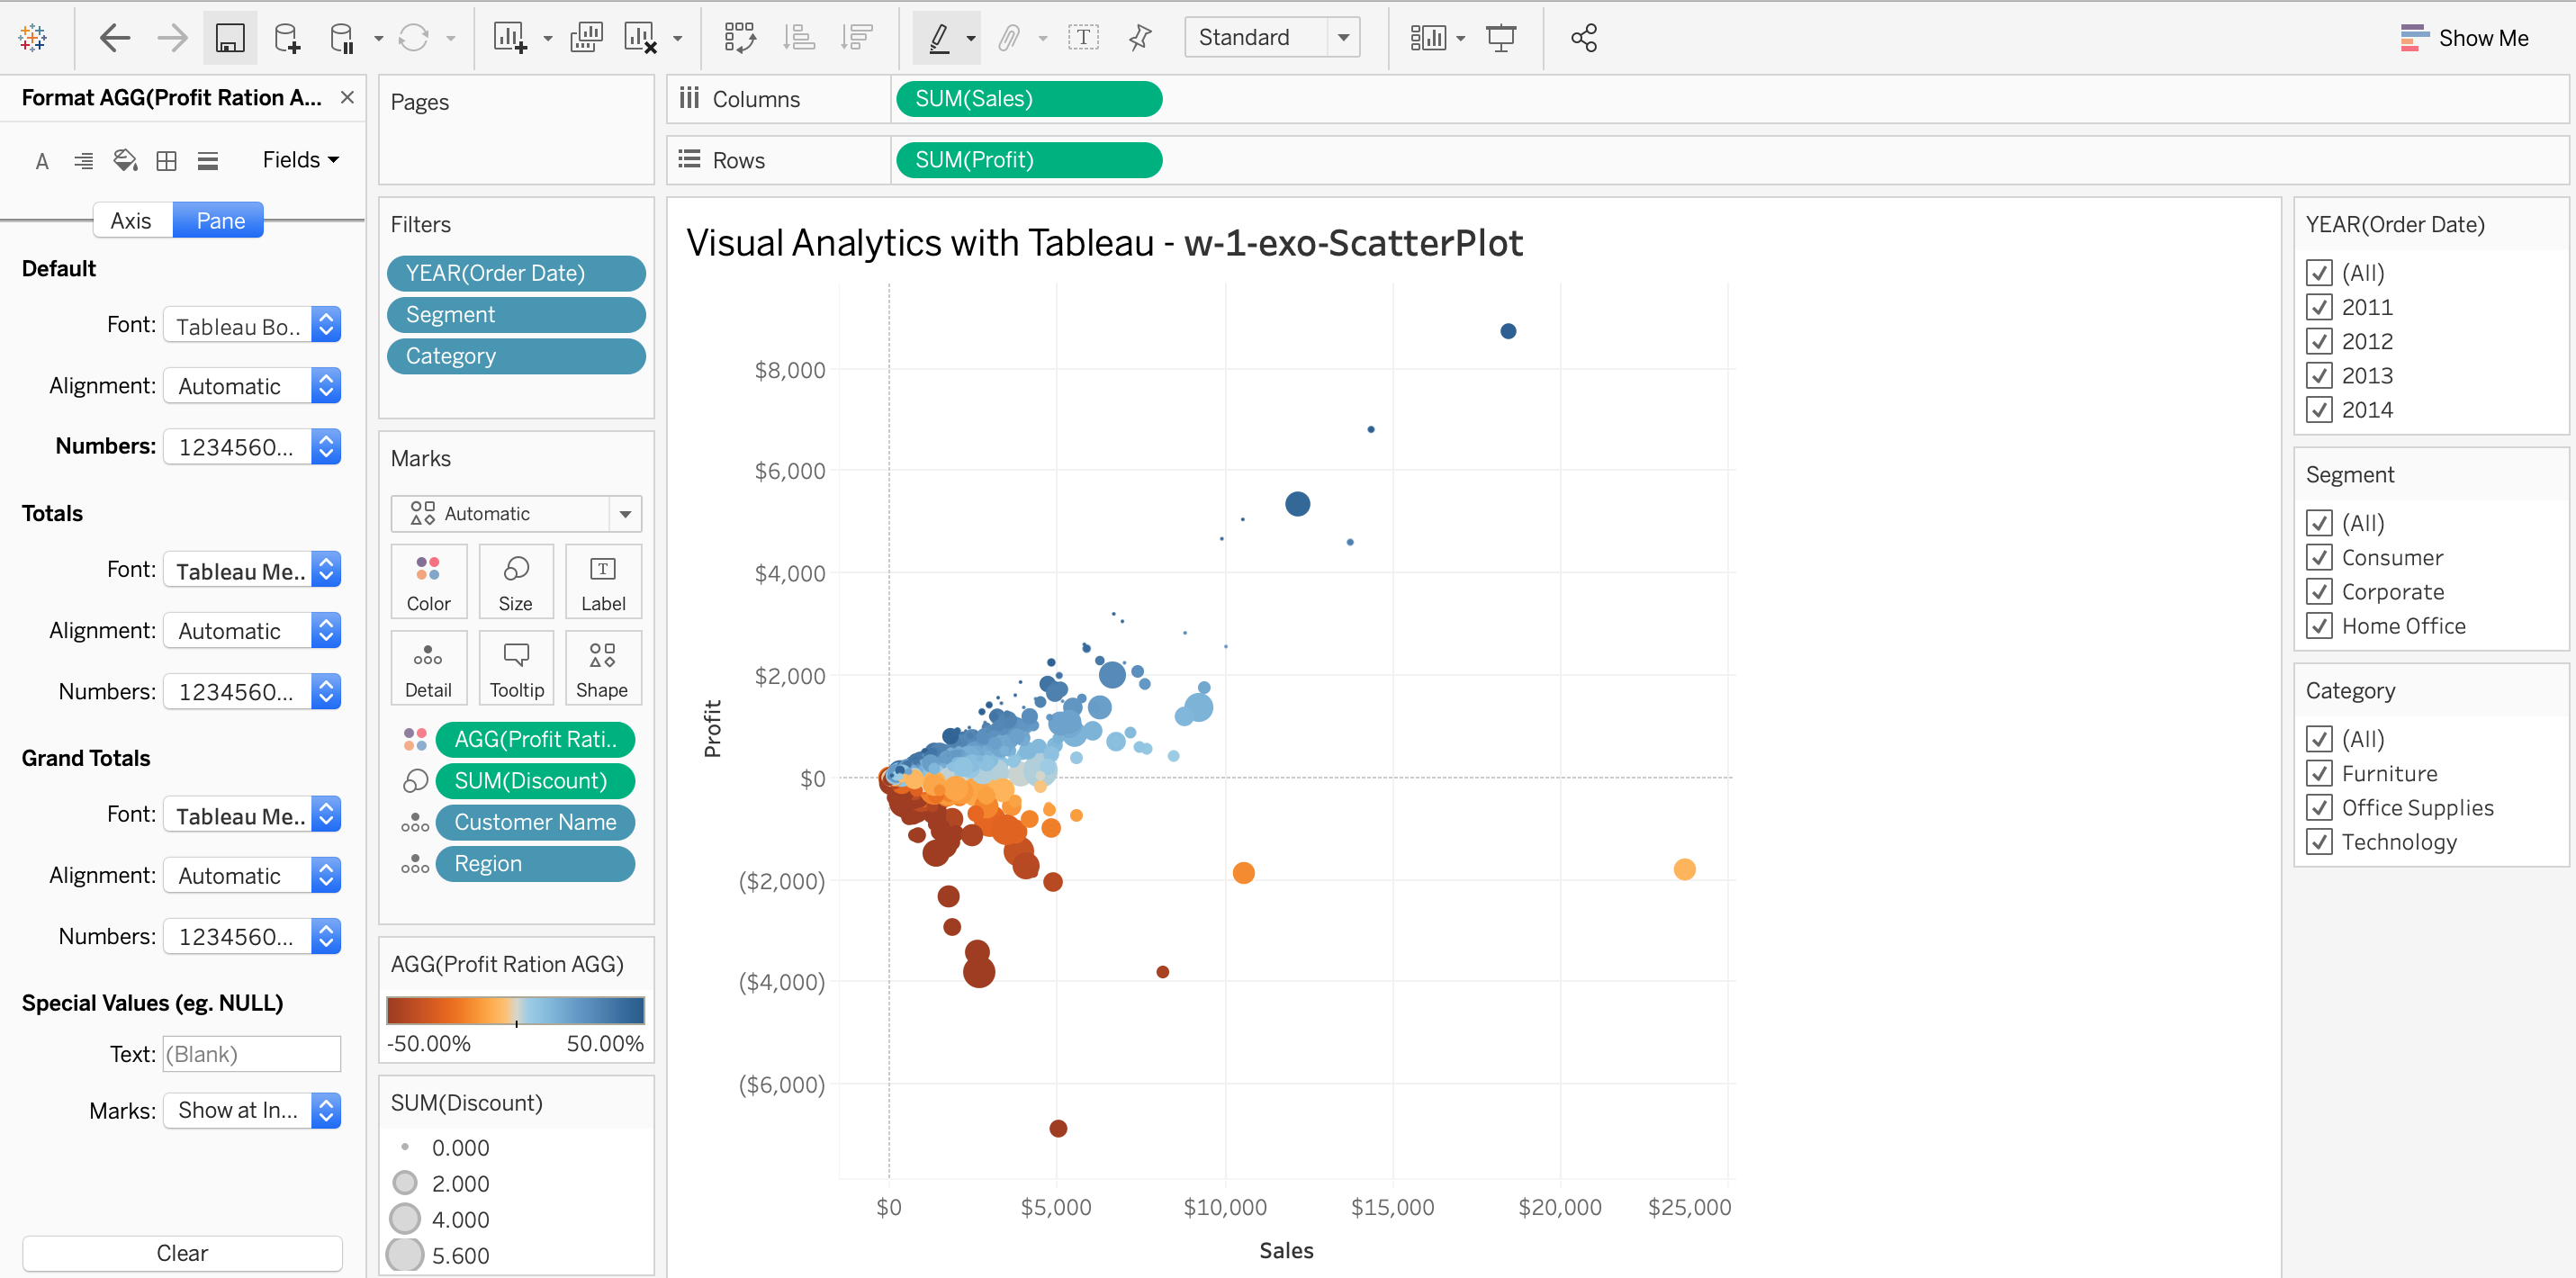 Standard
Show Me
Format AGG(Profit Ration A...
A
Fields
Axis
Pane
Default
Font: Tableau Bo..
Alignment: Automatic
Numbers: 1234560...
Totals
Font: Tableau Me..
Alignment: Automatic
Numbers: 1234560...
Grand Totals
Font: Tableau Me..
Alignment: Automatic
Numbers: 1234560...
Special Values (eg. NULL)
Text: (Blank)
Marks: Show at In...
Clear
Pages
Filters
YEAR(Order Date)
Segment
Category
Marks
Automatic
Color
Size
Label
Detail
Tooltip
Shape
AGG(Profit Rati..
SUM(Discount)
Customer Name
Region
AGG(Profit Ration AGG)
-50.00% 50.00%
SUM(Discount)
0.000
2.000
4.000
5.600
Columns SUM(Sales)
Rows SUM(Profit)
Visual Analytics with Tableau - w-1-exo-ScatterPlot
Profit
$8,000
$6,000
$4,000
$2,000
$0
($2,000)
($4,000)
($6,000)
$0 $5,000 $10,000 $15,000 $20,000 $25,000
Sales
YEAR(Order Date)
(All)
2011
2012
2013
2014
Segment
(All)
Consumer
Corporate
Home Office
Category
(All)
Furniture
Office Supplies
Technology